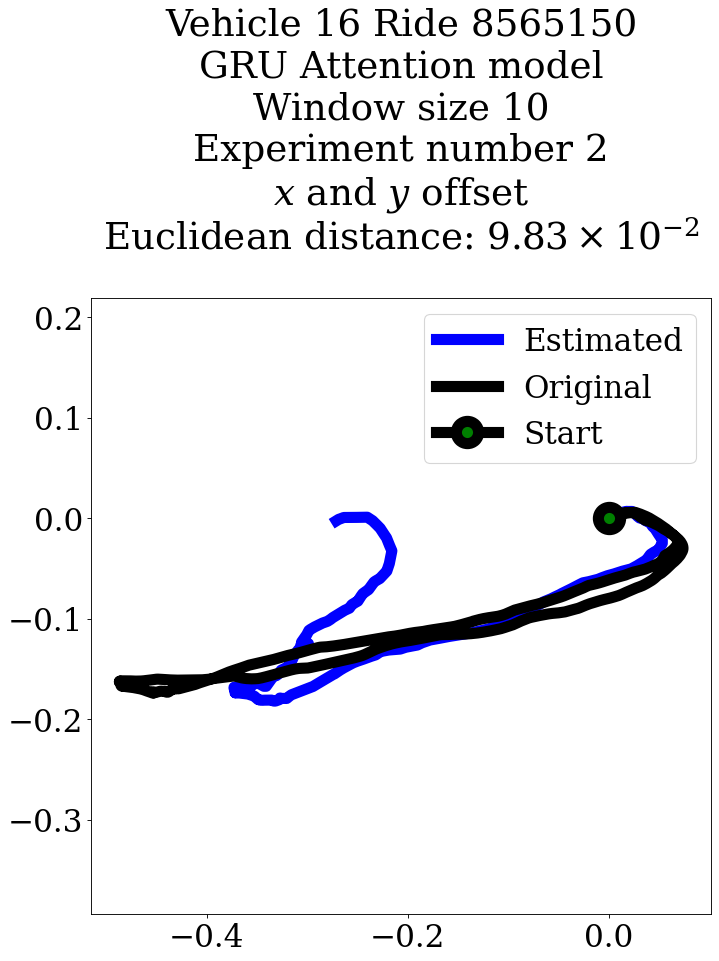 Vehicle 16 Ride 8565150
GRU Attention model
Window size 10
Experiment number 2
x and y offset
Euclidean distance: 9.83 × 10⁻²
Estimated
Original
Start
0.2
0.1
0.0
−0.1
−0.2
−0.3
−0.4
−0.2
0.0